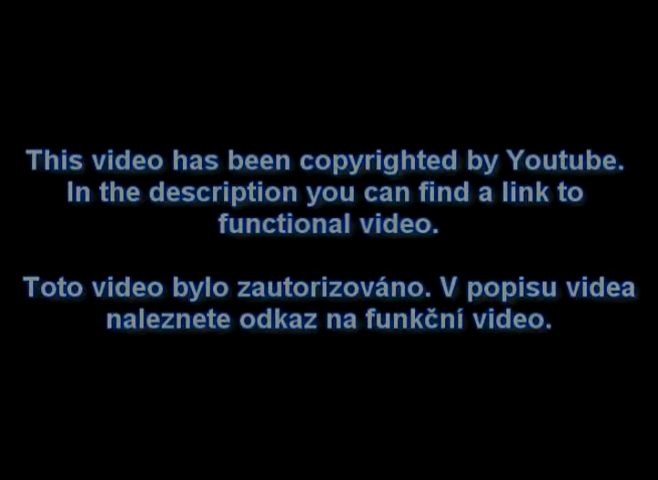 This video has been copyrighted by Youtube.
In the description you can find a link to
functional video.
Toto video bylo zautorizováno. V popisu videa
naleznete odkaz na funkční video.